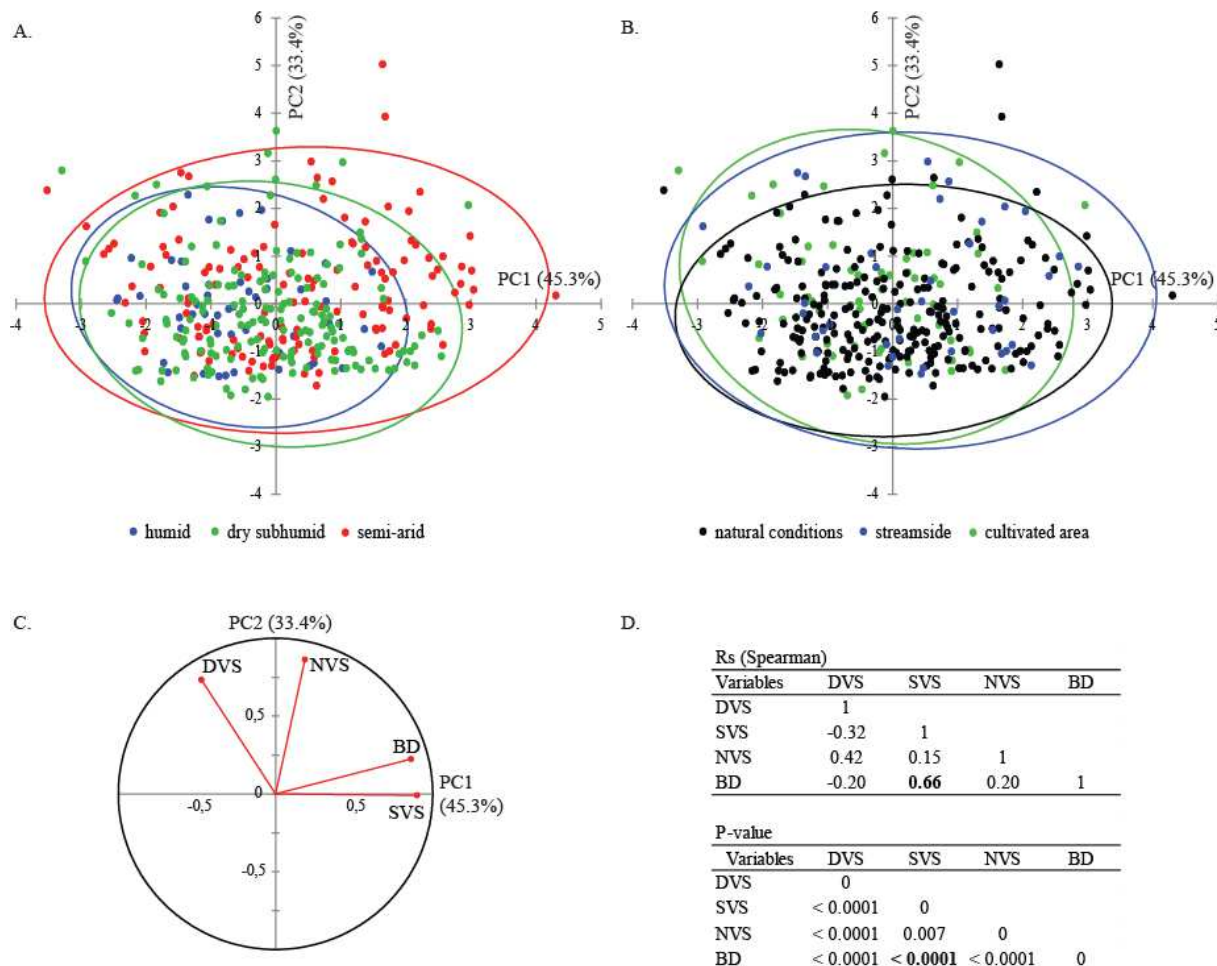 A.
6
5
4
3
2
1
0
-1
-2
-3
-4
PC2 (33.4%)
PC1 (45.3%)
-4 -3 -2 -1 0 1 2 3 4 5
humid dry subhumid semi-arid
B.
6
5
4
3
2
1
0
-1
-2
-3
-4
PC2 (33.4%)
PC1 (45.3%)
-4 -3 -2 -1 0 1 2 3 4 5
natural conditions streamside cultivated area
C.
PC2 (33.4%)
DVS
NVS
0,5
BD
PC1
(45.3%)
0
-0,5 0,5
SVS
-0,5
D.
Rs (Spearman)
Variables DVS SVS NVS BD
DVS 1
SVS -0.32 1
NVS 0.42 0.15 1
BD -0.20 0.66 0.20 1
P-value
Variables DVS SVS NVS BD
DVS 0
SVS < 0.0001 0
NVS < 0.0001 0.007 0
BD < 0.0001 < 0.0001 < 0.0001 0